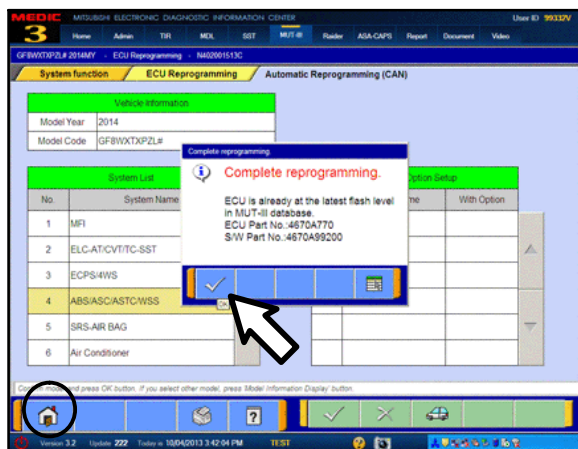 MEDIC
3
MITSUBISHI ELECTRONIC DIAGNOSTIC INFORMATION CENTER
User ID 99332V
Home Admin TIR MDL SST MUT-III Raider ASA-CAPS Report Document Video
GF8WXTXPZL# 2014MY - ECU Reprogramming - N402001513C
System function ECU Reprogramming Automatic Reprogramming (CAN)
Vehicle Information
Model Year 2014
Model Code GF8WXTXPZL#
Complete reprogramming.
Complete reprogramming.
ECU is already at the latest flash level
in MUT-III database.
ECU Part No.:4670A770
S/W Part No.:4670A99200
OK
System List
Option Setup
No. System Name
With Option
1 MFI
2 ELC-AT/CVT/TC-SST
3 ECPS/4WS
4 ABS/ASC/ASTC/WSS
5 SRS-AIR BAG
6 Air Conditioner
model and press OK button. If you select other model, press 'Model Information Display' button.
?
Version 3.2 Update 222 Today is 10/04/2013 3:42:04 PM TEST